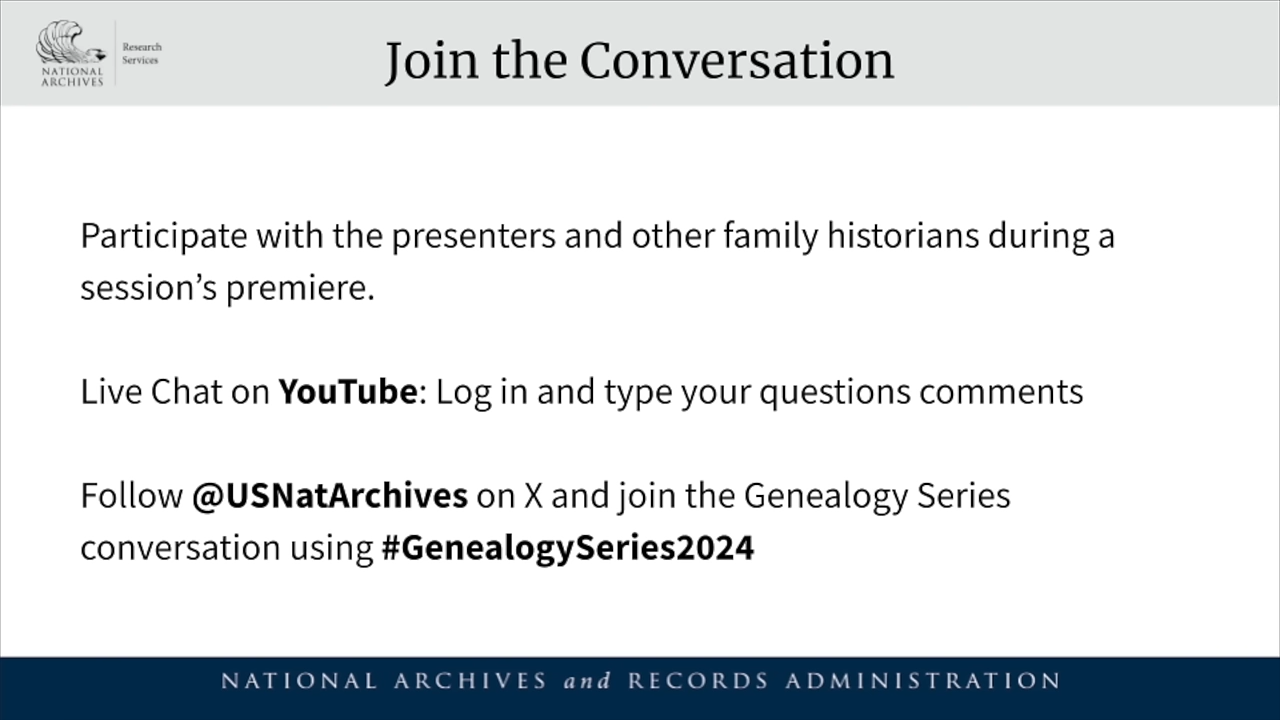 NATIONAL
ARCHIVES
Research
Services
Join the Conversation
Participate with the presenters and other family historians during a
session’s premiere.
Live Chat on YouTube: Log in and type your questions comments
Follow @USNatArchives on X and join the Genealogy Series
conversation using #GenealogySeries2024
NATIONAL ARCHIVES and RECORDS ADMINISTRATION